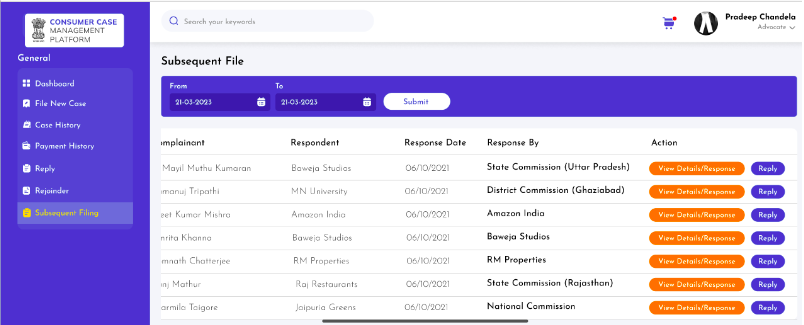 CONSUMER CASE
MANAGEMENT
PLATFORM
General
Dashboard
File New Case
Case History
Payment History
Reply
Rejoinder
Subsequent Filing
Search your keywords
Pradeep Chandela
Advocate
Subsequent File
From To
21-03-2023 21-03-2023 Submit
omplainant Respondent Response Date Response By Action
Mayil Muthu Kumaran Baweja Studios 06/10/2021 State Commission (Uttar Pradesh) View Details/Response Reply
manuj Tripathi MN University 06/10/2021 District Commission (Ghaziabad) View Details/Response Reply
eet Kumar Mishra Amazon India 06/10/2021 Amazon India View Details/Response Reply
nrita Khanna Baweja Studios 06/10/2021 Baweja Studios View Details/Response Reply
mnath Chatterjee RM Properties 06/10/2021 RM Properties View Details/Response Reply
nj Mathur Raj Restaurants 06/10/2021 State Commission (Rajasthan) View Details/Response Reply
armila Taigore Jaipuria Greens 06/10/2021 National Commission View Details/Response Reply